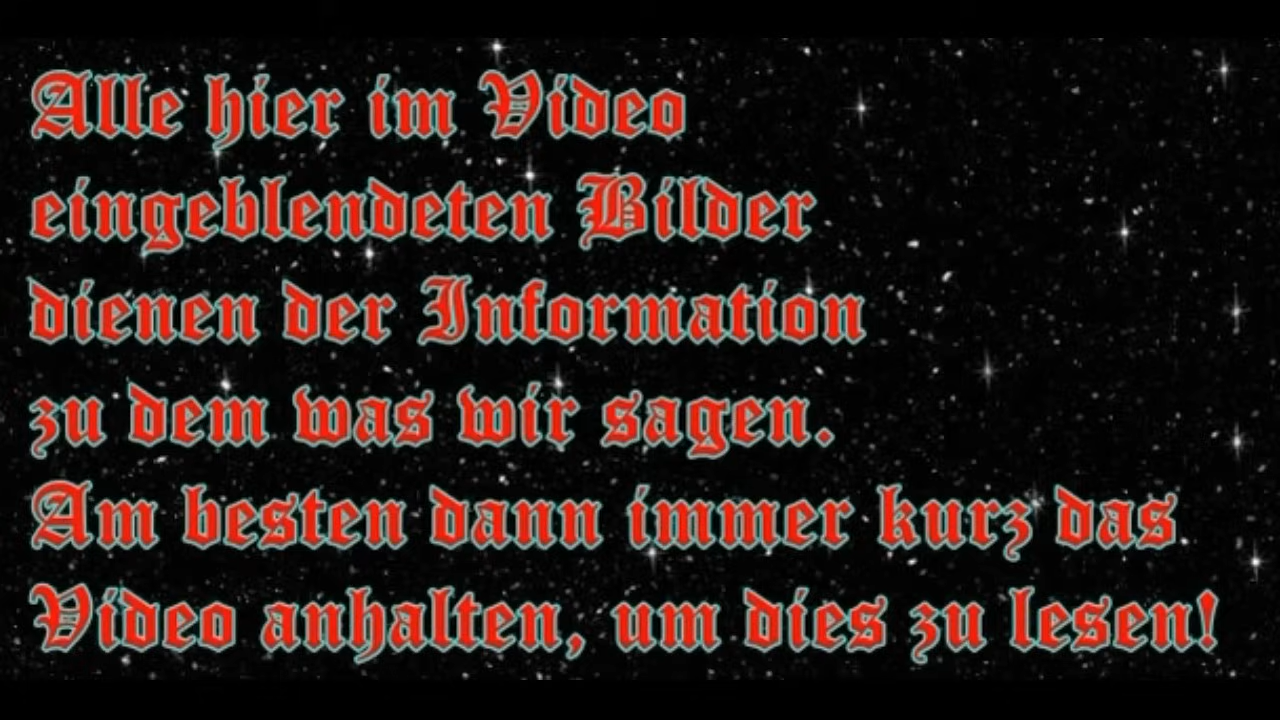 Alle hier im Video
eingeblendeten Bilder
dienen der Information
zu dem was wir sagen.
Am besten dann immer kurz das
Video anhalten, um dies zu lesen!